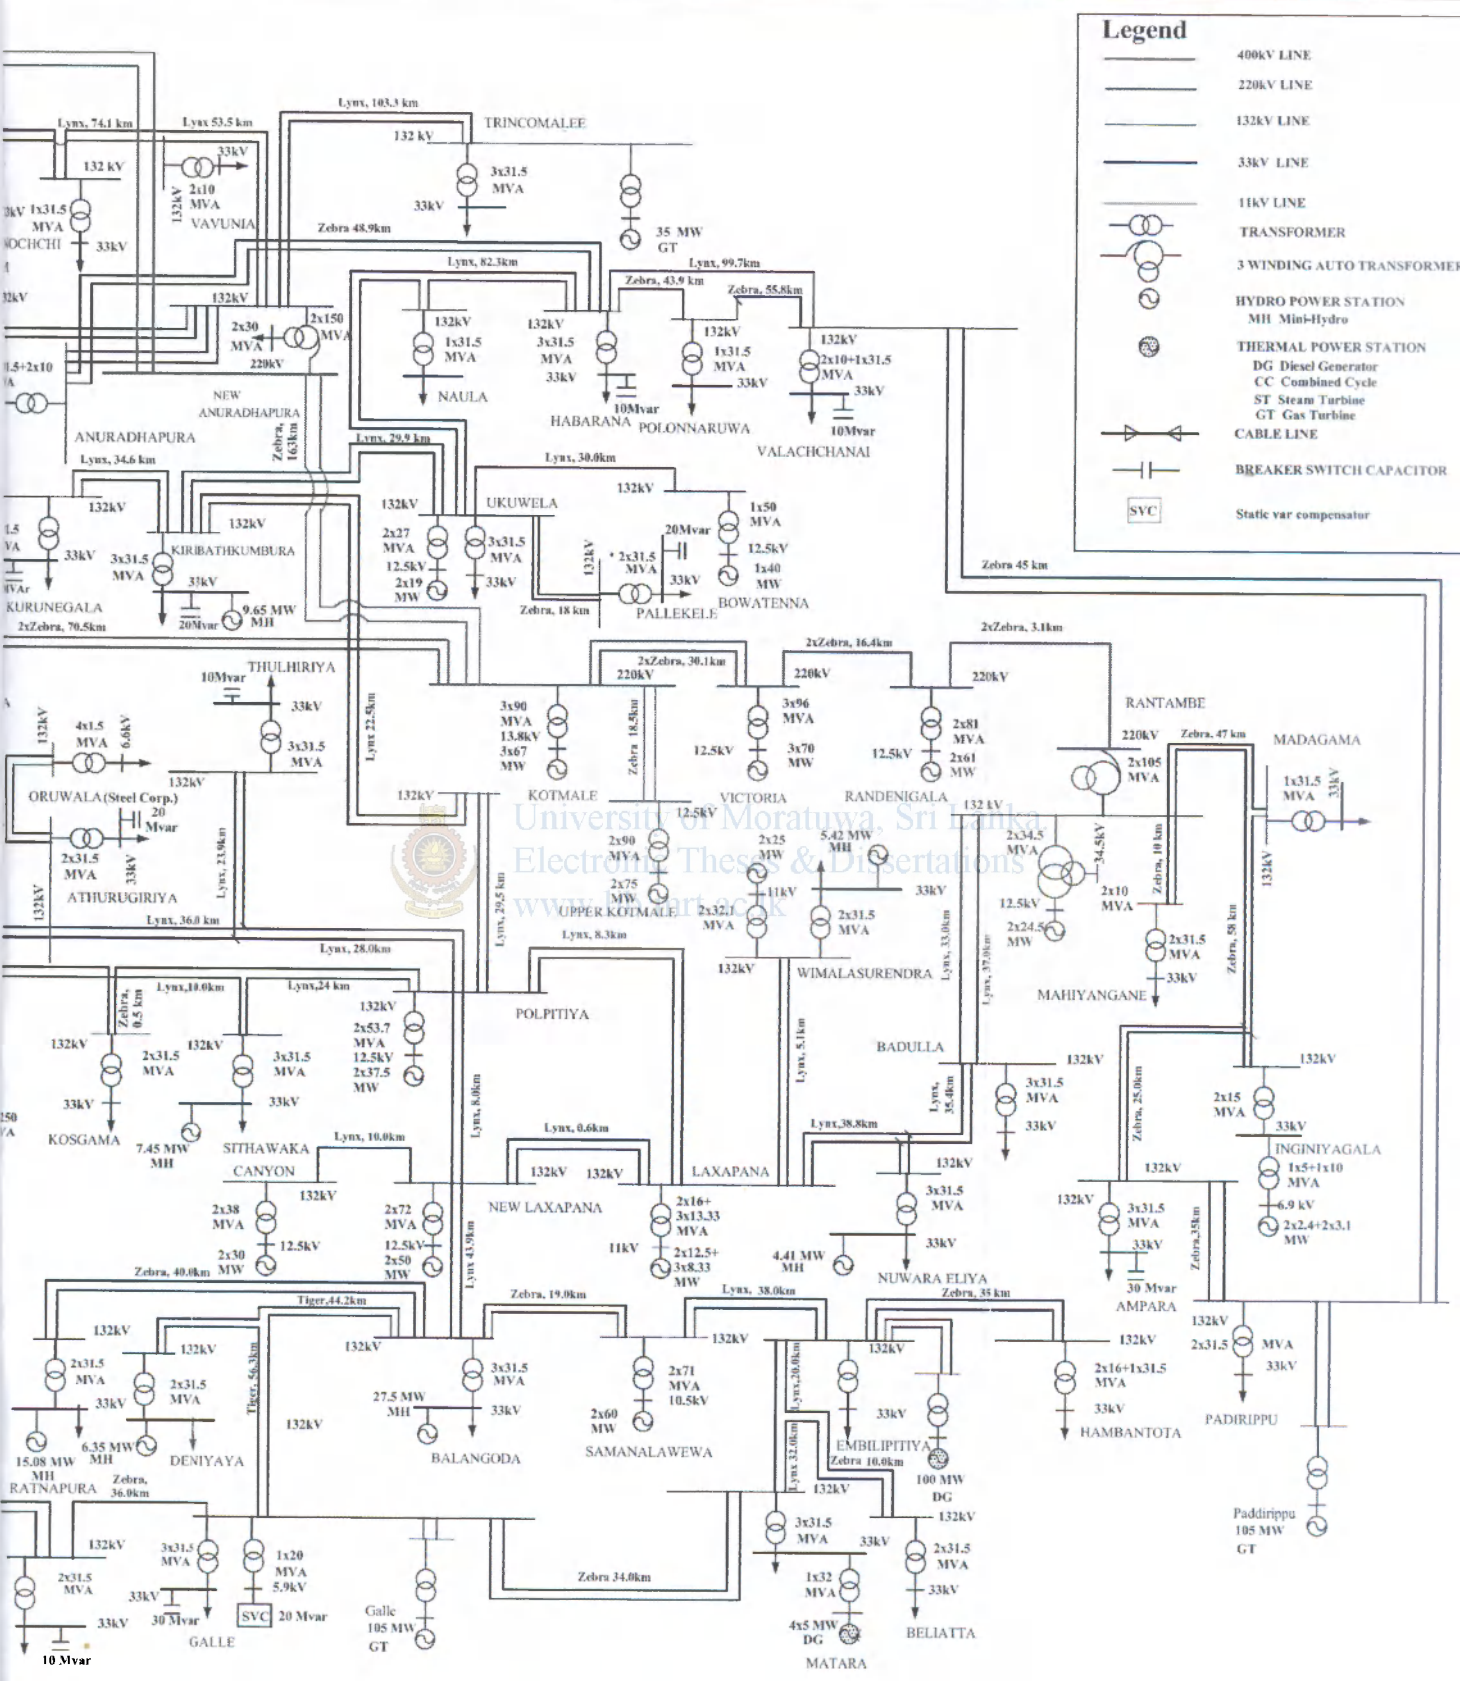 Legend
400kV LINE
220kV LINE
132kV LINE
33kV LINE
11kV LINE
TRANSFORMER
3 WINDING AUTO TRANSFORMER
HYDRO POWER STATION
MH Mini-Hydro
THERMAL POWER STATION
DG Diesel Generator
CC Combined Cycle
ST Steam Turbine
GT Gas Turbine
CABLE LINE
BREAKER SWITCH CAPACITOR
SVC
Static var compensator
Lynx, 103.3 km
Lynx, 74.1 km
Lynx 53.5 km
TRINCOMALEE
132 kV
3x31.5
MVA
33kV
35 MW
GT
132 kV
1x31.5
MVA
33kV
33kV
132kV
2x10
MVA
VAVUNIA
Zebra 48.9km
Lynx, 82.3km
Lynx, 99.7km
Zebra, 43.9 km
Zebra, 55.8km
132kV
2x30
MVA
2x150
MVA
220kV
NEW
ANURADHAPURA
ANURADHAPURA
Zebra,
163km
132kV
1x31.5
MVA
NAULA
132kV
3x31.5
MVA
33kV
10Mvar
HABARANA
132kV
1x31.5
MVA
33kV
POLONNARUWA
132kV
2x10+1x31.5
MVA
33kV
10Mvar
VALACHCHANAI
Lynx, 34.6 km
Lynx, 29.9 km
Lynx, 30.0km
132kV
33kV
KURUNEGALA
132kV
KIRIBATHKUMBURA
3x31.5
MVA
33kV
20Mvar
9.65 MW
MH
132kV
UKUWELA
2x27
MVA
12.5kV
2x19
MW
3x31.5
MVA
33kV
132kV
1x50
MVA
12.5kV
1x40
MW
BOWATENNA
20Mvar
132kV
2x31.5
MVA
33kV
PALLEKELE
Zebra, 18 km
Zebra 45 km
2xZebra, 70.5km
2xZebra, 30.1km
2xZebra, 16.4km
2xZebra, 3.1km
THULHIRIYA
10Mvar
33kV
3x31.5
MVA
132kV
Lynx 22.5km
220kV
3x90
MVA
13.8kV
3x67
MW
KOTMALE
Zebra 18.5km
220kV
3x96
MVA
12.5kV
3x70
MW
VICTORIA
220kV
2x81
MVA
12.5kV
2x61
MW
RANDENIGALA
RANTAMBE
220kV
2x105
MVA
Zebra, 47 km
MADAGAMA
1x31.5
MVA
33kV
132kV
132kV
4x1.5
MVA
6.6kV
ORUWALA (Steel Corp.)
20
Mvar
2x31.5
MVA
33kV
132kV
ATHURUGIRIYA
Lynx, 23.9km
132kV
Lynx, 29.5 km
University of Moratuwa, Sri Lanka.
Electronic Theses & Dissertations
www.lib.mrt.ac.lk
12.5kV
2x90
MVA
2x75
MW
UPPER KOTMALE
2x25
MW
11kV
2x32.1
MVA
5.42 MW
MH
33kV
2x31.5
MVA
132kV
WIMALASURENDRA
132 kV
2x34.5
MVA
34.5kV
12.5kV
2x10
MVA
2x24.5
MW
Lynx, 33.0km
Lynx, 37.0km
Zebra, 10 km
2x31.5
MVA
33kV
MAHIYANGANE
Zebra, 58 km
Lynx, 36.0 km
Lynx, 28.0km
Lynx, 8.3km
Lynx,10.0km
Lynx,24 km
Zebra,
0.5 km
132kV
2x31.5
MVA
33kV
KOSGAMA
132kV
3x31.5
MVA
33kV
7.45 MW
MH
SITHAWAKA
132kV
2x53.7
MVA
12.5kV
2x37.5
MW
POLPITIYA
Lynx, 5.1km
BADULLA
132kV
3x31.5
MVA
33kV
Lynx,
35.4km
Lynx,38.8km
132kV
2x15
MVA
33kV
INGINIYAGALA
1x5+1x10
MVA
6.9 kV
2x2.4+2x3.1
MW
Zebra, 25.0km
Lynx, 8.0km
Lynx, 10.0km
Lynx, 0.6km
CANYON
132kV
2x38
MVA
12.5kV
2x30
MW
132kV
2x72
MVA
12.5kV
2x50
MW
NEW LAXAPANA
132kV
LAXAPANA
2x16+
3x13.33
MVA
11kV
2x12.5+
3x8.33
MW
132kV
3x31.5
MVA
33kV
4.41 MW
MH
NUWARA ELIYA
132kV
132kV
3x31.5
MVA
33kV
30 Mvar
AMPARA
Zebra,35km
Lynx 43.9km
Zebra, 40.0km
Tiger,44.2km
Zebra, 19.0km
Lynx, 38.0km
Zebra, 35 km
132kV
2x31.5
MVA
33kV
15.08 MW
MH
RATNAPURA
132kV
2x31.5
MVA
6.35 MW
MH
DENIYAYA
Tiger, 56.3km
132kV
132kV
3x31.5
MVA
27.5 MW
MH
33kV
BALANGODA
132kV
2x71
MVA
10.5kV
2x60
MW
SAMANALAWEWA
Lynx,20.0km
132kV
33kV
EMBILIPITIYA
100 MW
DG
132kV
2x16+1x31.5
MVA
33kV
HAMBANTOTA
132kV
2x31.5
MVA
33kV
PADIRIPPU
Paddirippu
105 MW
GT
Zebra,
36.0km
132kV
2x31.5
MVA
33kV
10 Mvar
3x31.5
MVA
33kV
30 Mvar
GALLE
1x20
MVA
5.9kV
SVC
20 Mvar
Galle
105 MW
GT
Zebra 34.0km
Lynx 32.0km
Zebra 10.0km
132kV
3x31.5
MVA
33kV
1x32
MVA
4x5 MW
DG
MATARA
132kV
2x31.5
MVA
33kV
BELIATTA